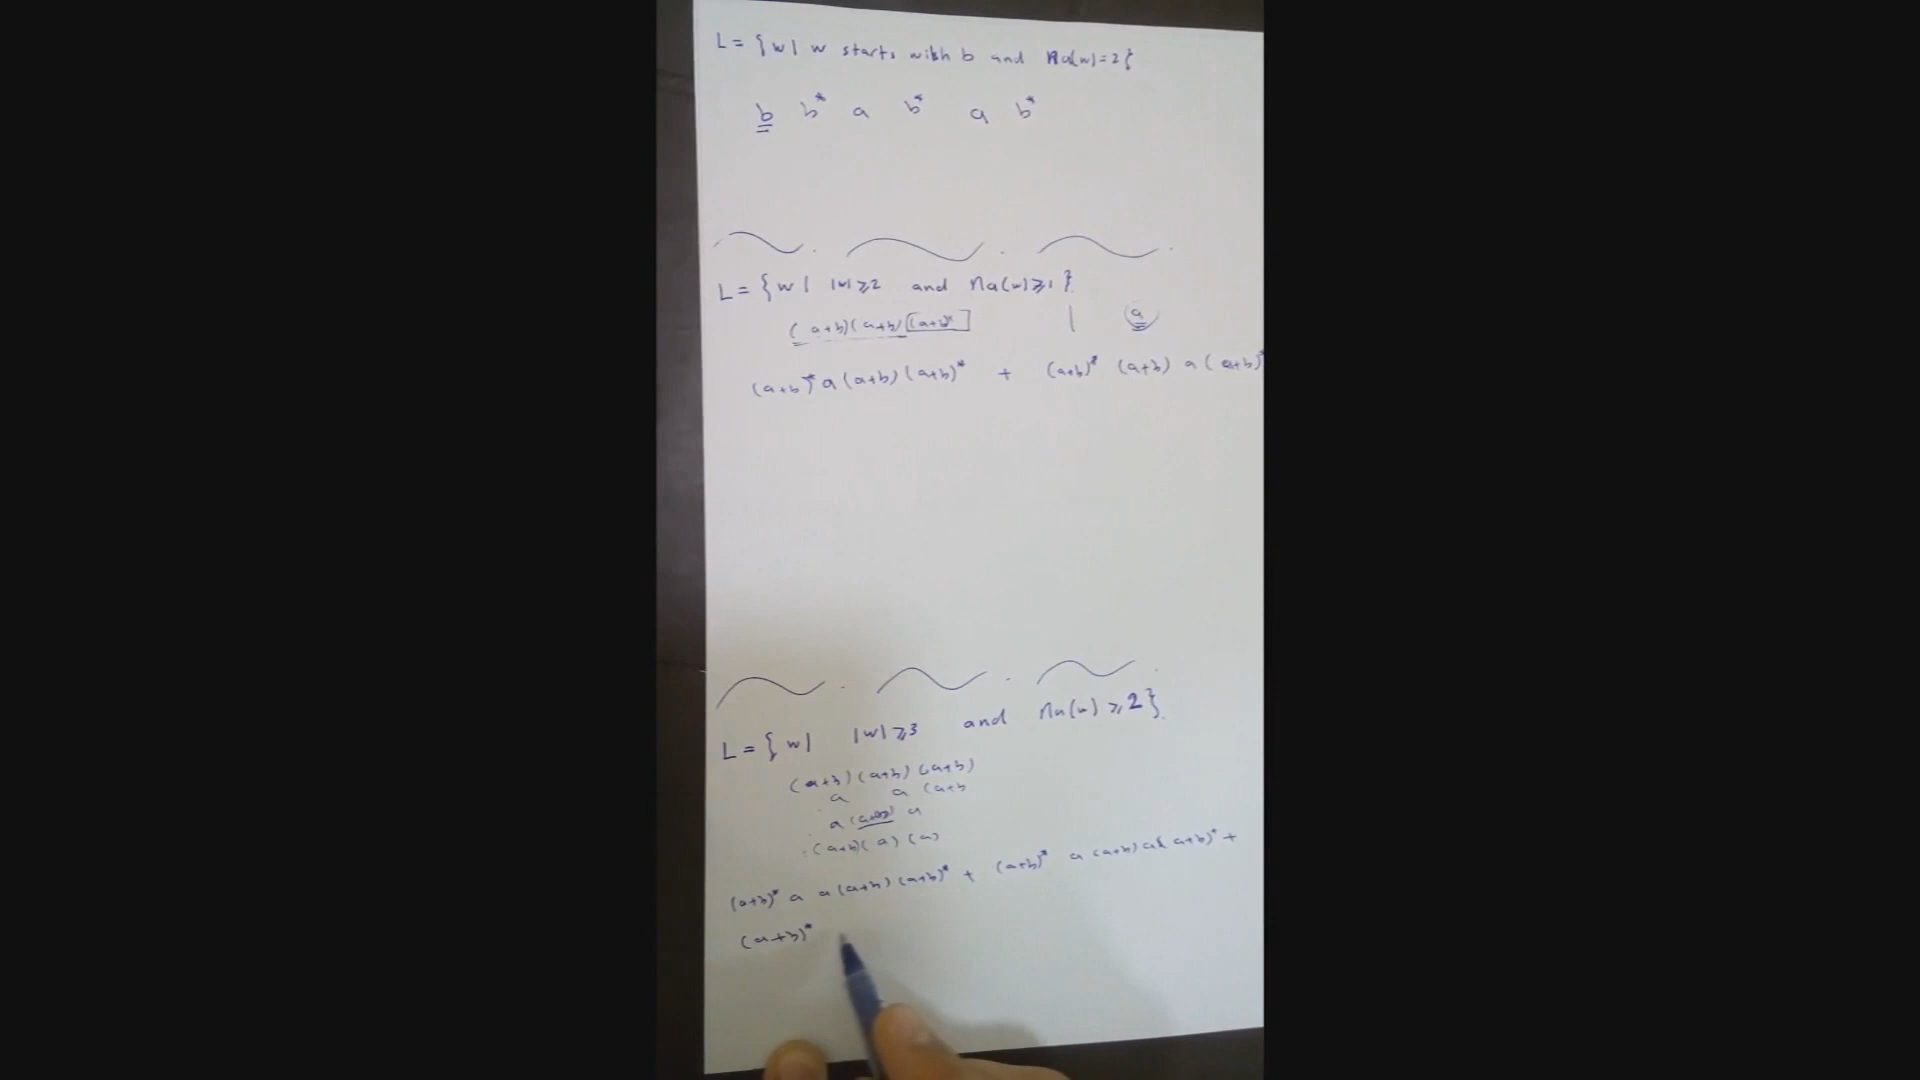 L = { w | w starts with b and na(w) = 2 }
b b* a b* a b*
L = { w | |w| ≥ 2 and na(w) ≥ 1 }
(a+b)(a+b)(a+b)* | a
(a+b)* a (a+b) (a+b)* + (a+b)* (a+b) a (a+b)*
L = { w | |w| ≥ 3 and na(w) ≥ 2 }
(a+b)(a+b)(a+b)
a a (a+b
a (a+b) a
(a+b)(a)(a)
(a+b)* a a (a+b) (a+b)* + (a+b)* a (a+b) a (a+b)* +
(a+b)*